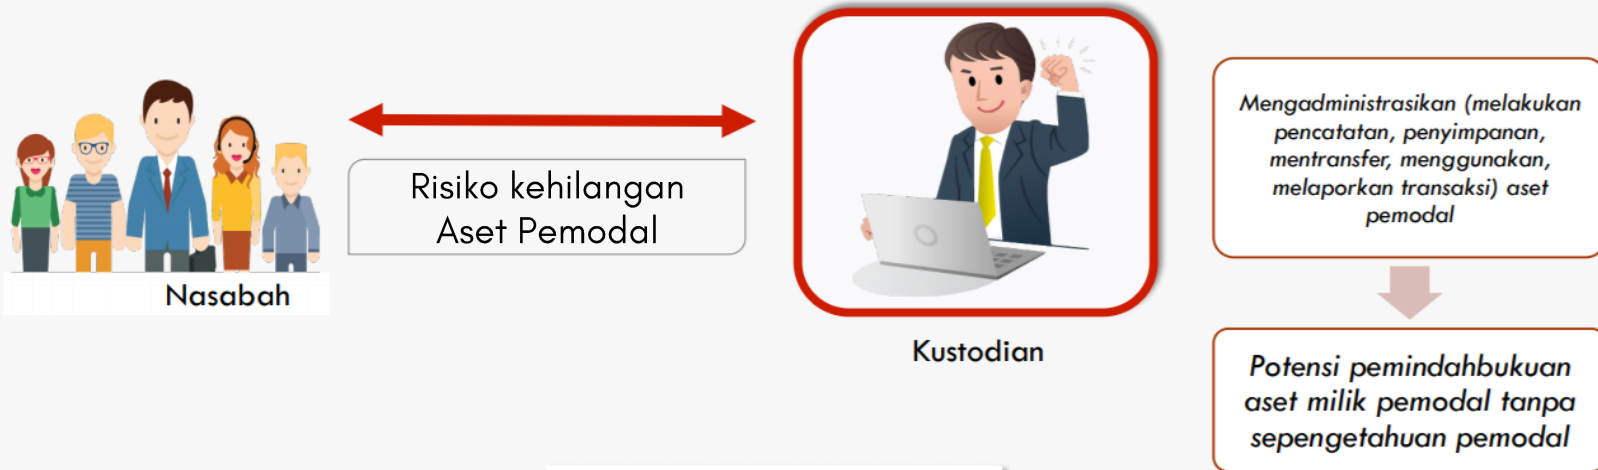 Nasabah
Risiko kehilangan
Aset Pemodal
Kustodian
Mengadministrasikan (melakukan
pencatatan, penyimpanan,
mentransfer, menggunakan,
melaporkan transaksi) aset
pemodal
Potensi pemindahbukuan
aset milik pemodal tanpa
sepengetahuan pemodal